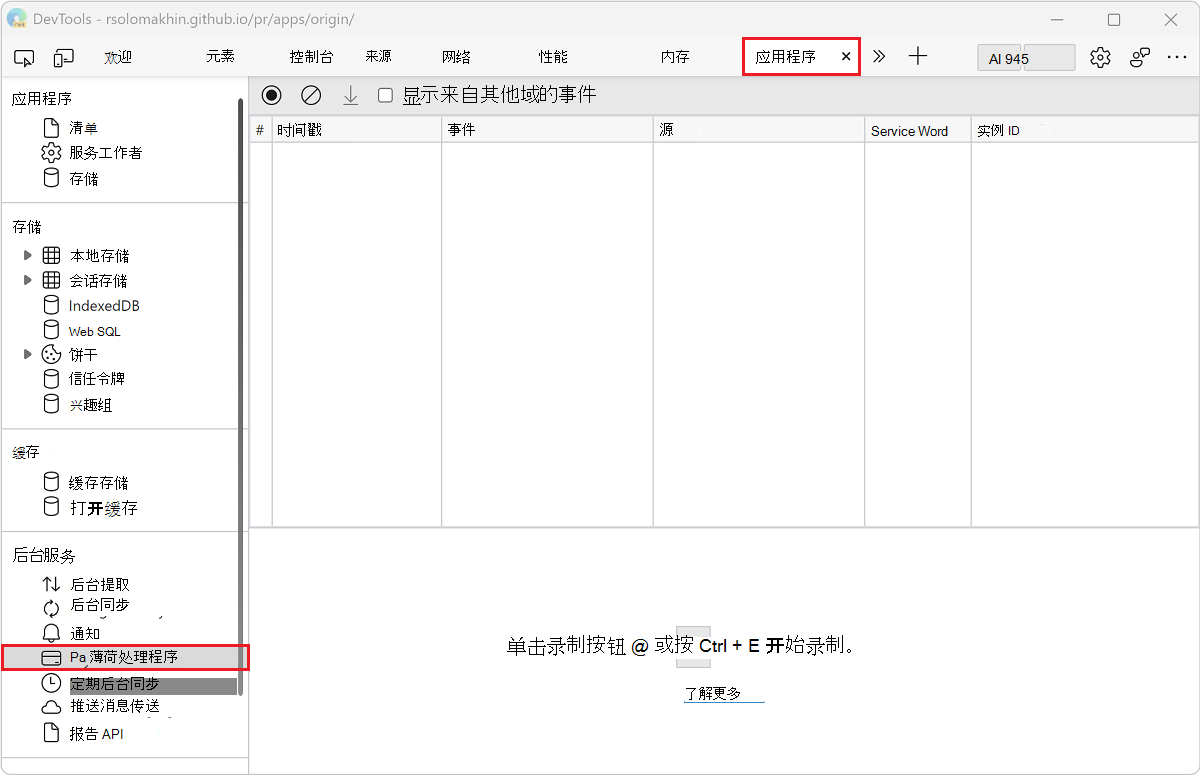 DevTools - rsolomakhin.github.io/pr/apps/origin/
欢迎 元素 控制台 来源 网络 性能 内存 应用程序 × AI 945
应用程序
清单
服务工作者
存储
存储
本地存储
会话存储
IndexedDB
Web SQL
饼干
信任令牌
兴趣组
缓存
缓存存储
打开缓存
后台服务
后台提取
后台同步
通知
Pa 薄荷处理程序
定期后台同步
推送消息传送
报告 API
显示来自其他域的事件
# 时间戳 事件 源 Service Word 实例 ID
单击录制按钮 @ 或按 Ctrl + E 开始录制。
了解更多